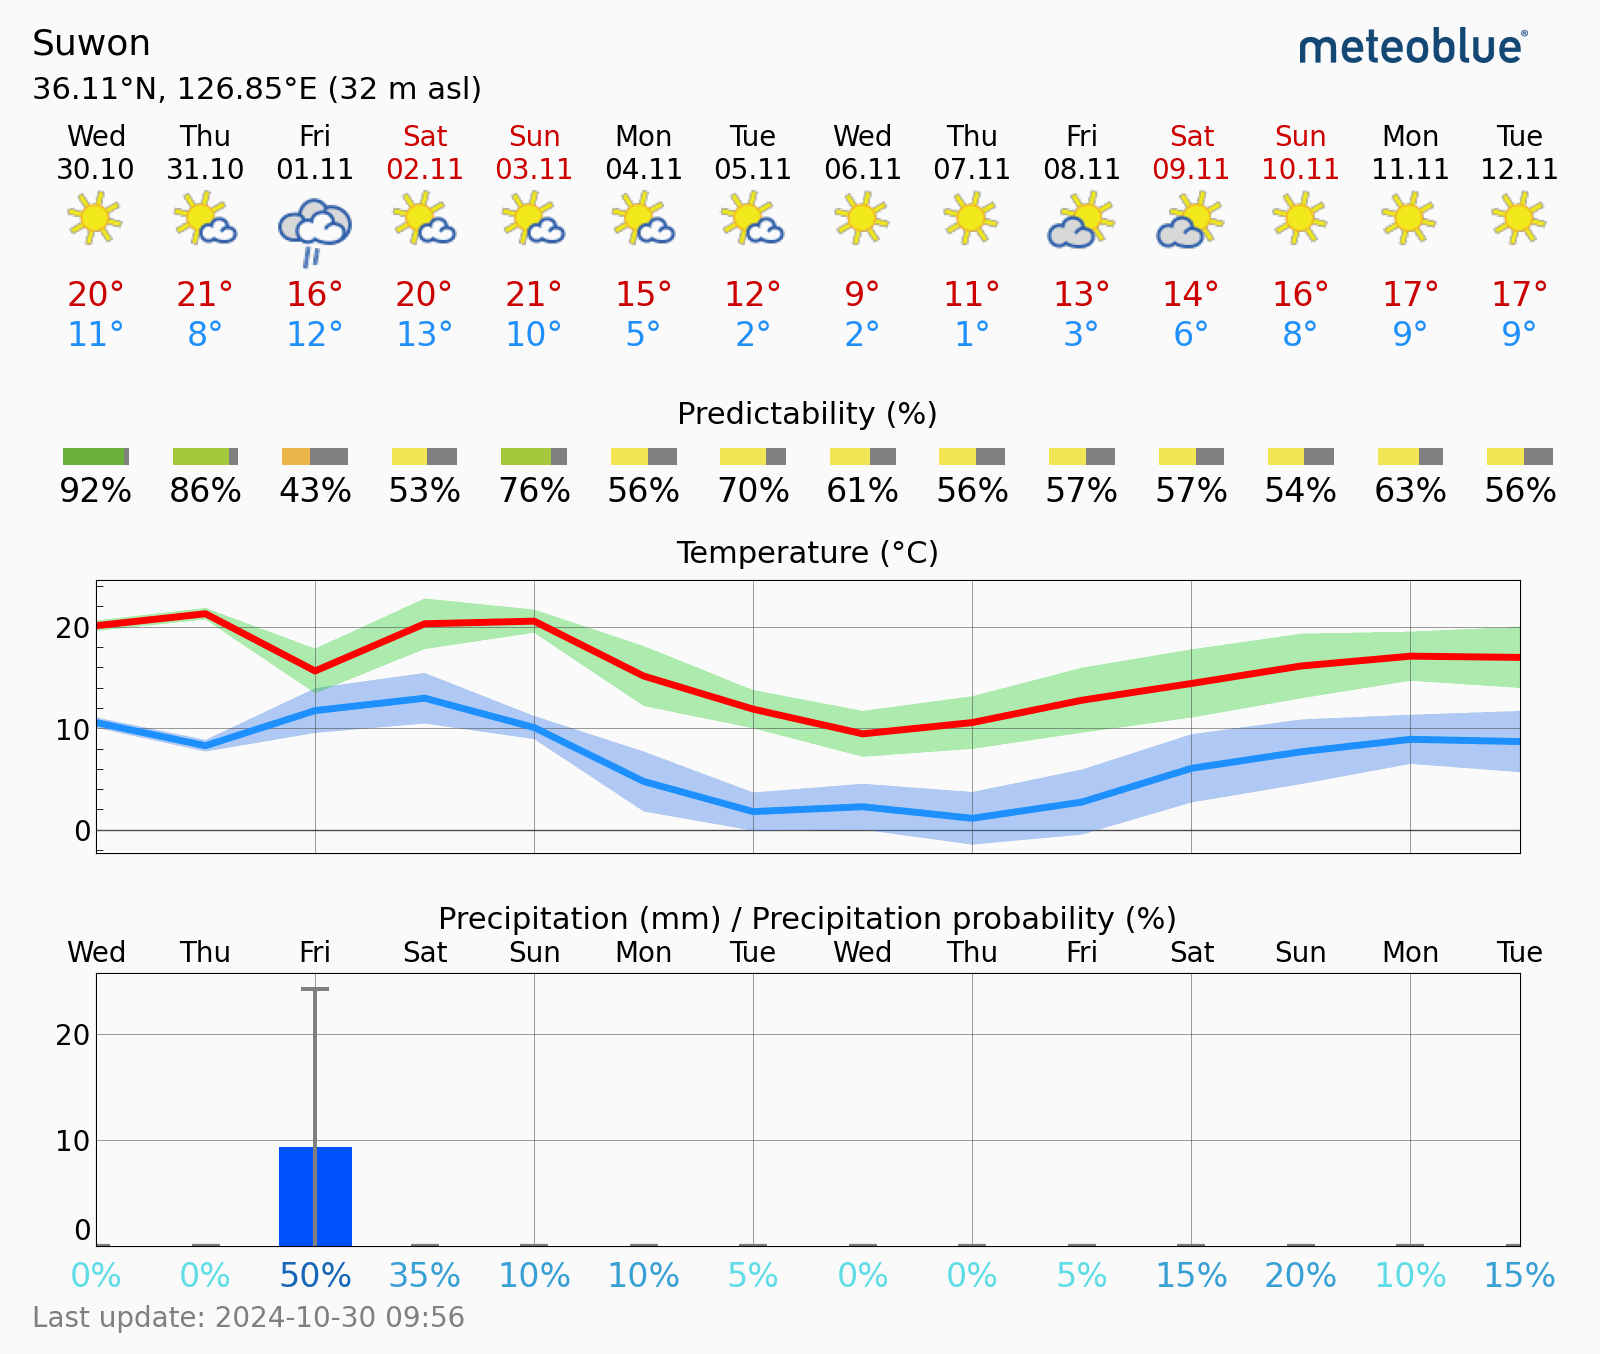 Suwon
meteoblue®
36.11°N, 126.85°E (32 m asl)
Wed Thu Fri Sat Sun Mon Tue Wed Thu Fri Sat Sun Mon Tue
30.10 31.10 01.11 02.11 03.11 04.11 05.11 06.11 07.11 08.11 09.11 10.11 11.11 12.11
20° 21° 16° 20° 21° 15° 12° 9° 11° 13° 14° 16° 17° 17°
11° 8° 12° 13° 10° 5° 2° 2° 1° 3° 6° 8° 9° 9°
Predictability (%)
92% 86% 43% 53% 76% 56% 70% 61% 56% 57% 57% 54% 63% 56%
Temperature (°C)
20
10
0
Precipitation (mm) / Precipitation probability (%)
Wed Thu Fri Sat Sun Mon Tue Wed Thu Fri Sat Sun Mon Tue
20
10
0
0% 0% 50% 35% 10% 10% 5% 0% 0% 5% 15% 20% 10% 15%
Last update: 2024-10-30 09:56